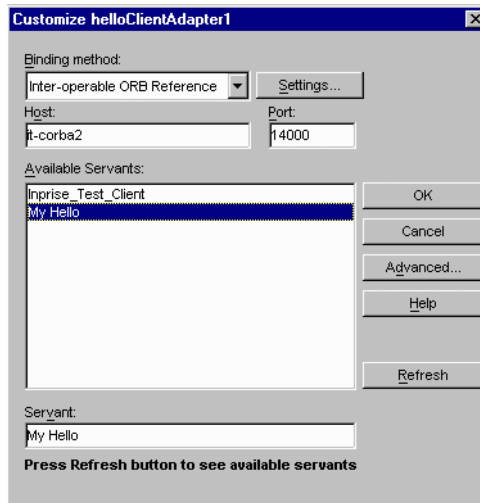 Customize helloClientAdapter1
Binding method:
Inter-operable ORB Reference
Settings...
Host:
Port:
it-corba2
14000
Available Servants:
Inprise_Test_Client
My Hello
OK
Cancel
Advanced...
Help
Refresh
Servant:
My Hello
Press Refresh button to see available servants